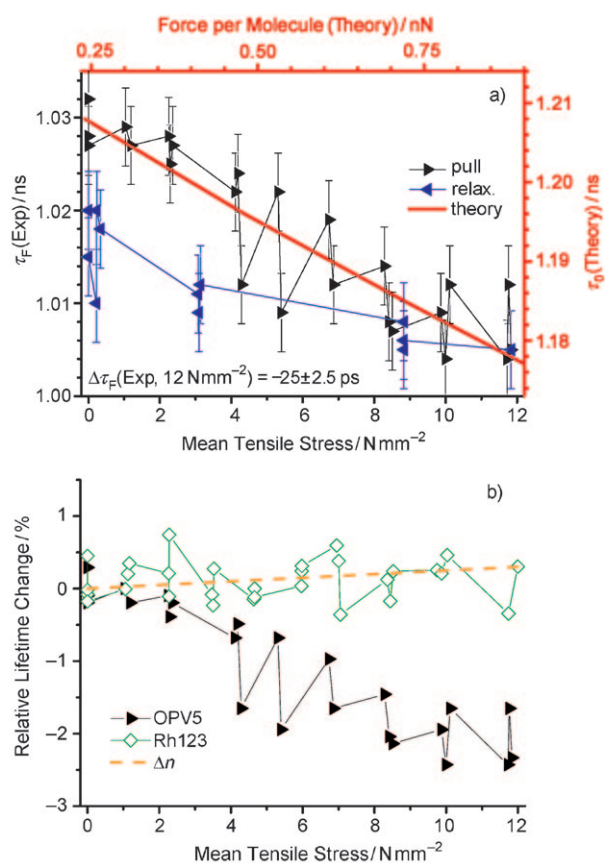 Force per Molecule (Theory) / nN
0.25 0.50 0.75
a)
1.03
1.02
1.01
1.00
τF(Exp) / ns
pull
relax.
theory
1.21
1.20
1.19
1.18
τ0(Theory) / ns
ΔτF(Exp, 12 Nmm⁻²) = −25±2.5 ps
0 2 4 6 8 10 12
Mean Tensile Stress / N mm⁻²
b)
1
0
−1
−2
−3
Relative Lifetime Change / %
OPV5
Rh123
Δn
0 2 4 6 8 10 12
Mean Tensile Stress / N mm⁻²